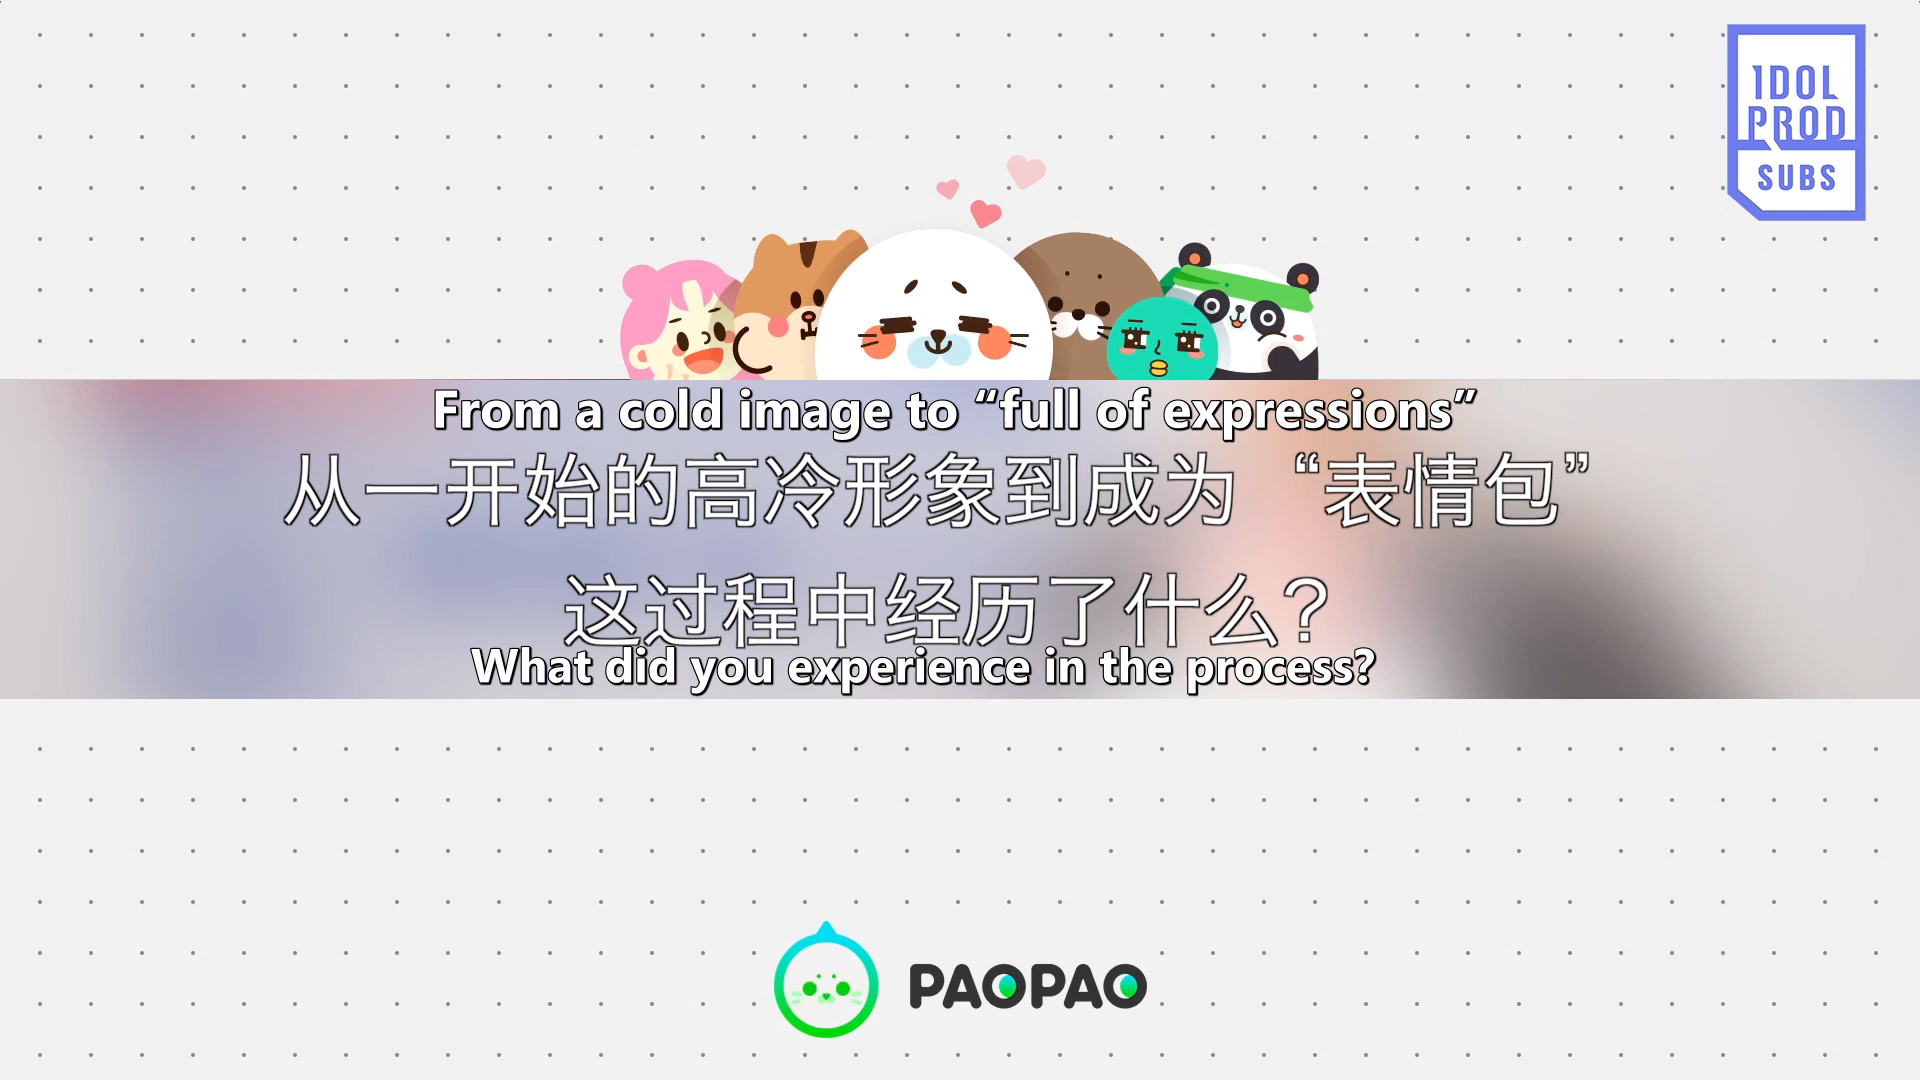 IDOL
PROD
SUBS
From a cold image to “full of expressions”
从一开始的高冷形象到成为 “表情包”
这过程中经历了什么？
What did you experience in the process?
PAOPAO